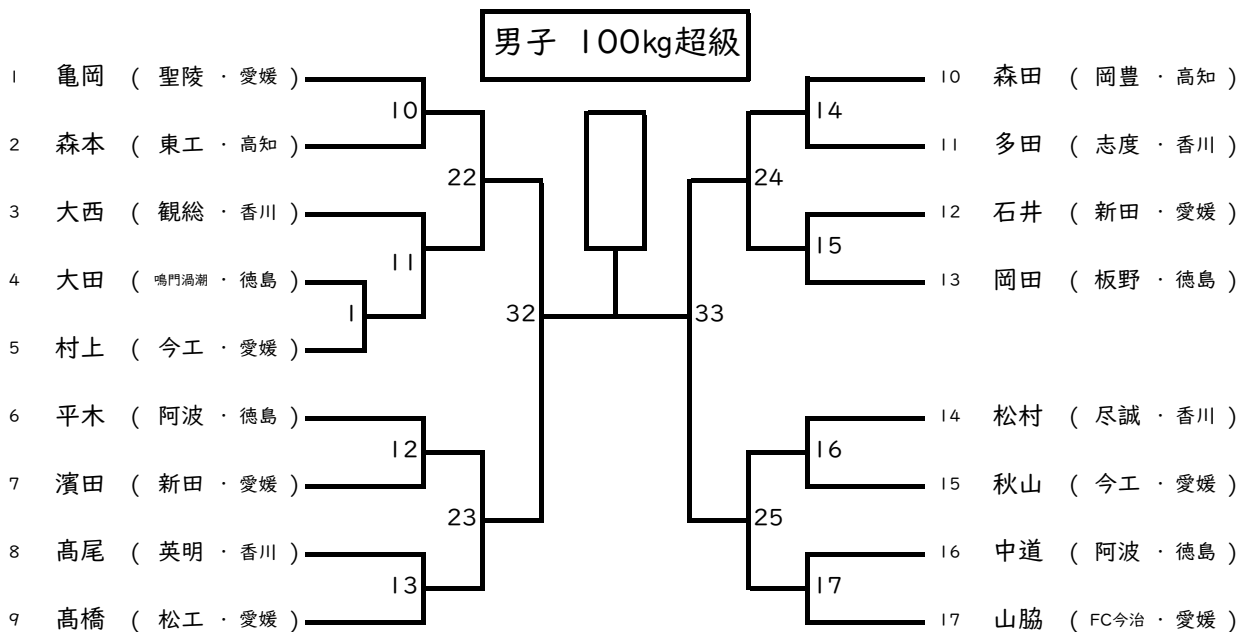 男子 100kg超級
1 亀岡 ( 聖陵 ・ 愛媛 )
10
2 森本 ( 東工 ・ 高知 )
22
3 大西 ( 観総 ・ 香川 )
11
4 大田 ( 鳴門渦潮 ・ 徳島 )
1
32
5 村上 ( 今工 ・ 愛媛 )
6 平木 ( 阿波 ・ 徳島 )
12
7 濱田 ( 新田 ・ 愛媛 )
23
8 髙尾 ( 英明 ・ 香川 )
13
9 髙橋 ( 松工 ・ 愛媛 )
10 森田 ( 岡豊 ・ 高知 )
14
11 多田 ( 志度 ・ 香川 )
24
12 石井 ( 新田 ・ 愛媛 )
15
13 岡田 ( 板野 ・ 徳島 )
33
14 松村 ( 尽誠 ・ 香川 )
16
15 秋山 ( 今工 ・ 愛媛 )
25
16 中道 ( 阿波 ・ 徳島 )
17
17 山脇 ( FC今治 ・ 愛媛 )